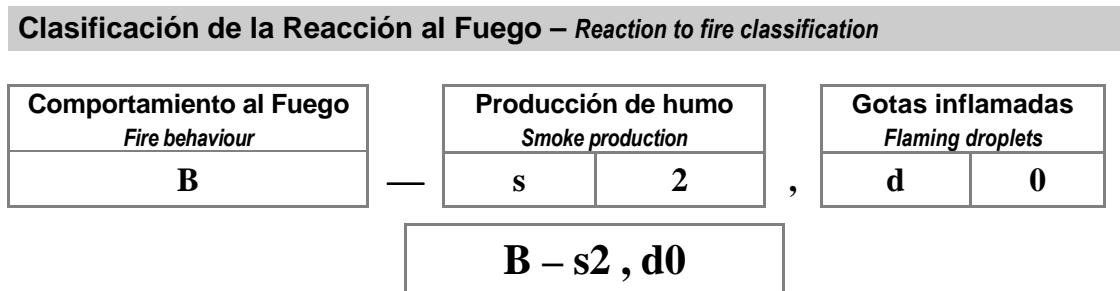 Clasificación de la Reacción al Fuego – Reaction to fire classification
Comportamiento al Fuego
Fire behaviour
B
—
Producción de humo
Smoke production
s 2
,
Gotas inflamadas
Flaming droplets
d 0
B – s2 , d0